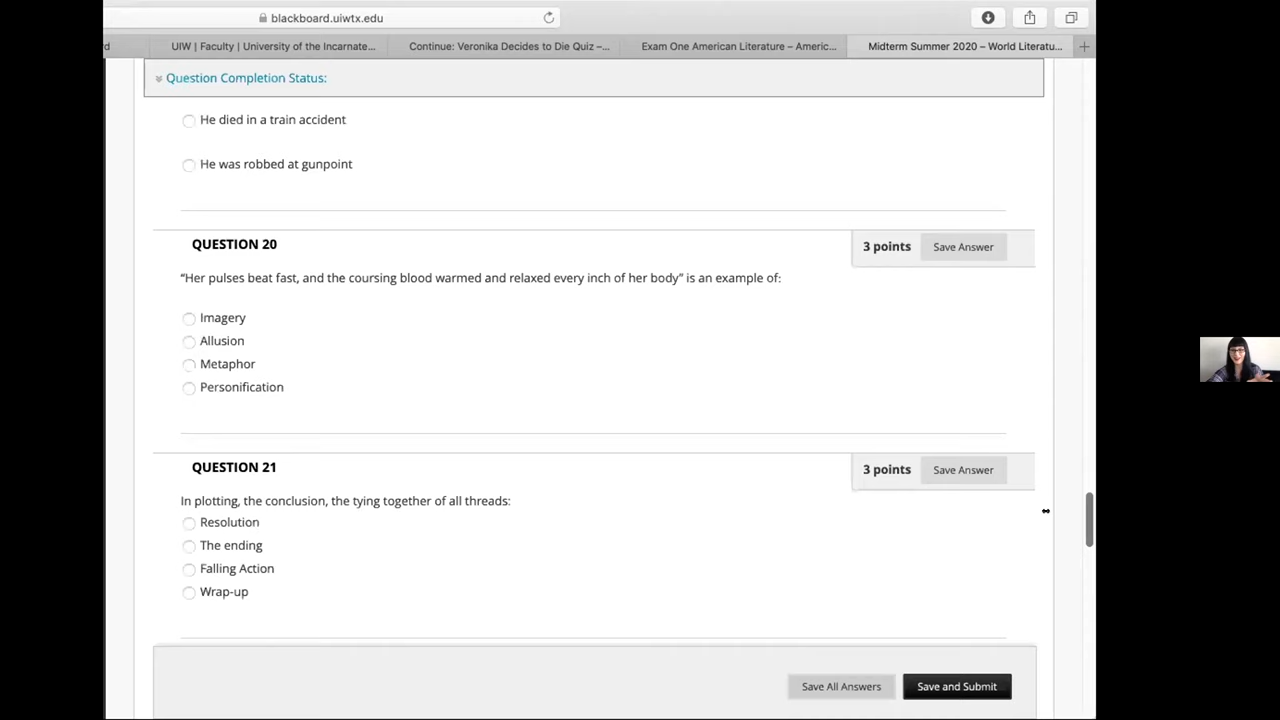 blackboard.uiwtx.edu
d
UIW | Faculty | University of the Incarnate...
Continue: Veronika Decides to Die Quiz –...
Exam One American Literature – Americ...
Midterm Summer 2020 – World Literatu...
Question Completion Status:
He died in a train accident
He was robbed at gunpoint
QUESTION 20
3 points
Save Answer
“Her pulses beat fast, and the coursing blood warmed and relaxed every inch of her body” is an example of:
Imagery
Allusion
Metaphor
Personification
QUESTION 21
3 points
Save Answer
In plotting, the conclusion, the tying together of all threads:
Resolution
The ending
Falling Action
Wrap-up
Save All Answers
Save and Submit